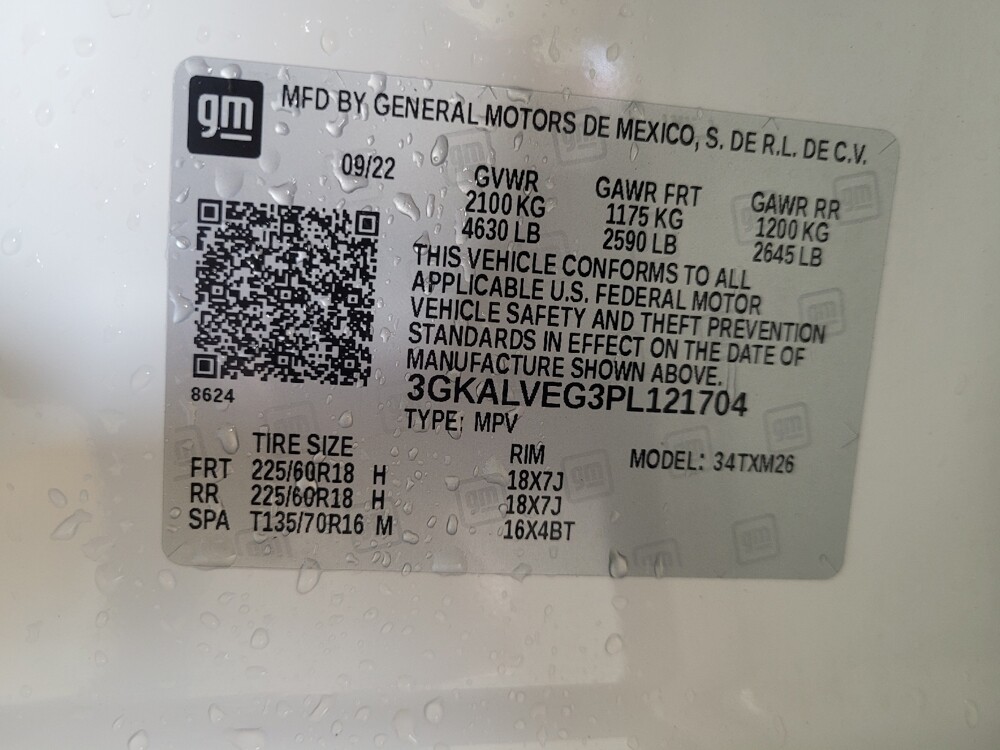 gm
MFD BY GENERAL MOTORS DE MEXICO, S. DE R.L. DE C.V.
09/22
GVWR GAWR FRT GAWR RR
2100 KG 1175 KG 1200 KG
4630 LB 2590 LB 2645 LB
THIS VEHICLE CONFORMS TO ALL
APPLICABLE U.S. FEDERAL MOTOR
VEHICLE SAFETY AND THEFT PREVENTION
STANDARDS IN EFFECT ON THE DATE OF
MANUFACTURE SHOWN ABOVE.
8624
3GKALVEG3PL121704
TYPE: MPV
TIRE SIZE RIM MODEL: 34TXM26
FRT 225/60R18 H 18X7J
RR 225/60R18 H 18X7J
SPA T135/70R16 M 16X4BT